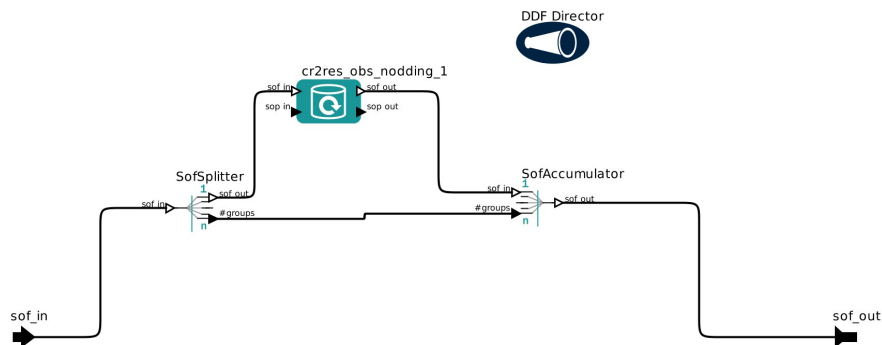 DDF Director
cr2res_obs_nodding_1
sof in
sof out
sop in
sop out
SofSplitter
1
sof in
sof out
#groups
n
SofAccumulator
1
sof in
sof out
#groups
n
sof_in
sof_out